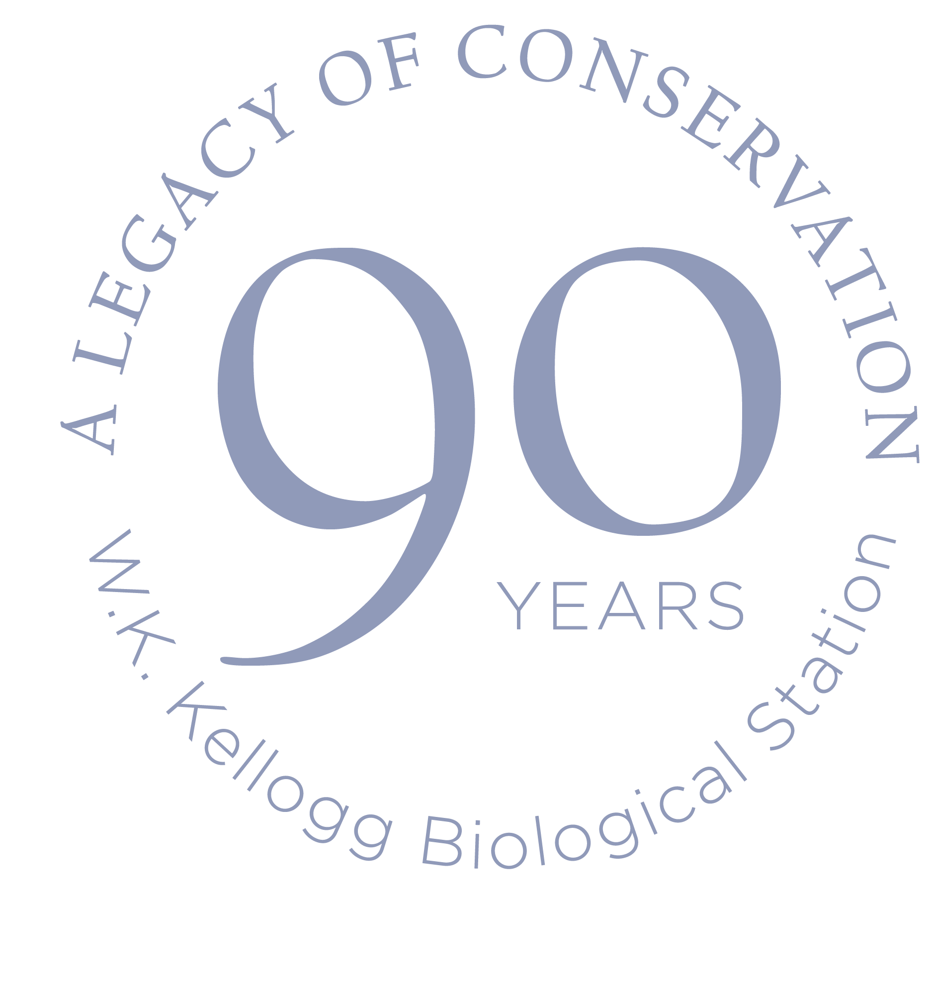 A LEGACY OF CONSERVATION
90
YEARS
W.K. Kellogg Biological Station